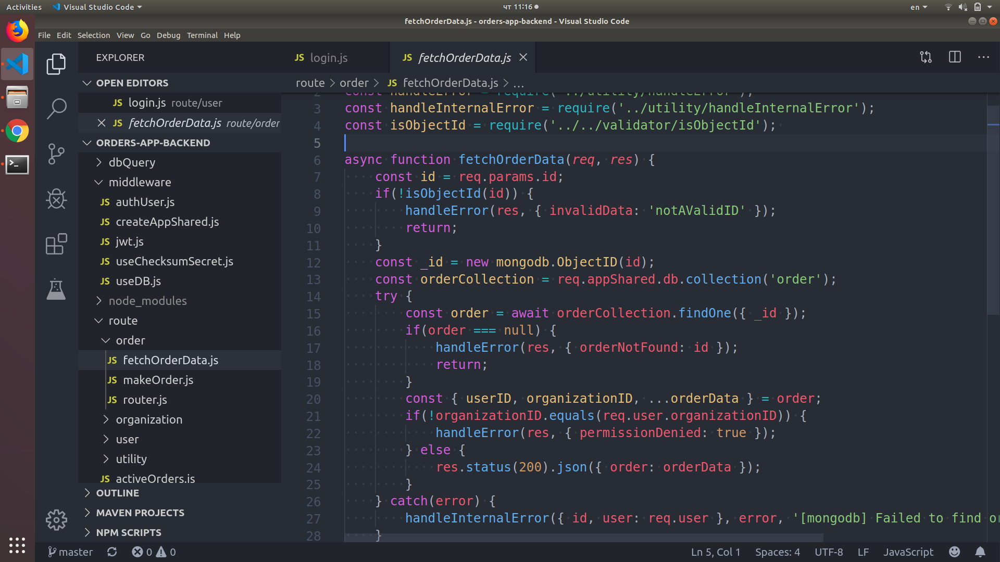 Activities Visual Studio Code чт 11:16 en
fetchOrderData.js - orders-app-backend - Visual Studio Code
File Edit Selection View Go Debug Terminal Help
EXPLORER
OPEN EDITORS
JS login.js route/user
JS fetchOrderData.js route/order
ORDERS-APP-BACKEND
dbQuery
middleware
JS authUser.js
JS createAppShared.js
JS jwt.js
JS useChecksumSecret.js
JS useDB.js
node_modules
route
order
JS fetchOrderData.js
JS makeOrder.js
JS router.js
organization
user
utility
JS activeOrders.js
OUTLINE
MAVEN PROJECTS
NPM SCRIPTS
JS login.js JS fetchOrderData.js
route > order > JS fetchOrderData.js > ...
2 const handleError = require('../utility/handleError');
3 const handleInternalError = require('../utility/handleInternalError');
4 const isObjectId = require('../../validator/isObjectId');
5
6 async function fetchOrderData(req, res) {
7 const id = req.params.id;
8 if(!isObjectId(id)) {
9 handleError(res, { invalidData: 'notAValidID' });
10 return;
11 }
12 const _id = new mongodb.ObjectID(id);
13 const orderCollection = req.appShared.db.collection('order');
14 try {
15 const order = await orderCollection.findOne({ _id });
16 if(order === null) {
17 handleError(res, { orderNotFound: id });
18 return;
19 }
20 const { userID, organizationID, ...orderData } = order;
21 if(!organizationID.equals(req.user.organizationID)) {
22 handleError(res, { permissionDenied: true });
23 } else {
24 res.status(200).json({ order: orderData });
25 }
26 } catch(error) {
27 handleInternalError({ id, user: req.user }, error, '[mongodb] Failed to find or
28 }
master 0 0 Ln 5, Col 1 Spaces: 4 UTF-8 LF JavaScript